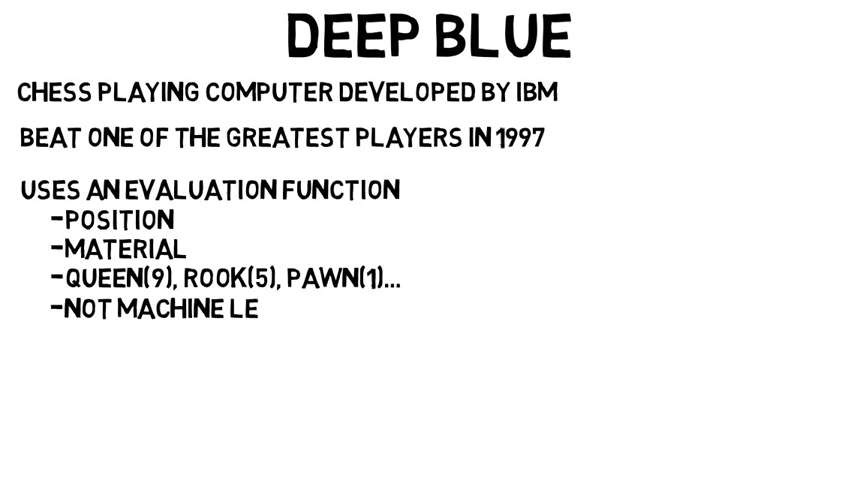 DEEP BLUE
CHESS PLAYING COMPUTER DEVELOPED BY IBM
BEAT ONE OF THE GREATEST PLAYERS IN 1997
USES AN EVALUATION FUNCTION
-POSITION
-MATERIAL
-QUEEN(9), ROOK(5), PAWN(1)...
-NOT MACHINE LE